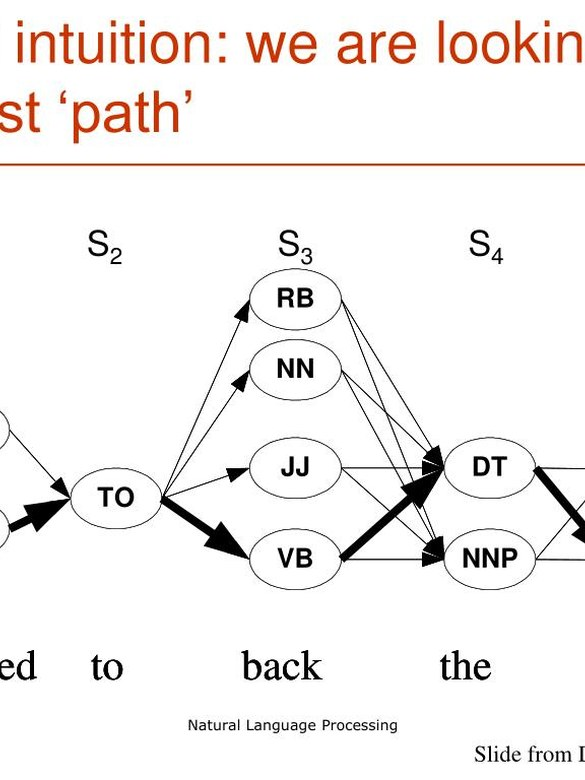 intuition: we are lookin
st ‘path’
S2 S3 S4
RB
NN
JJ DT
TO
VB NNP
ed to back the
Natural Language Processing
Slide from D